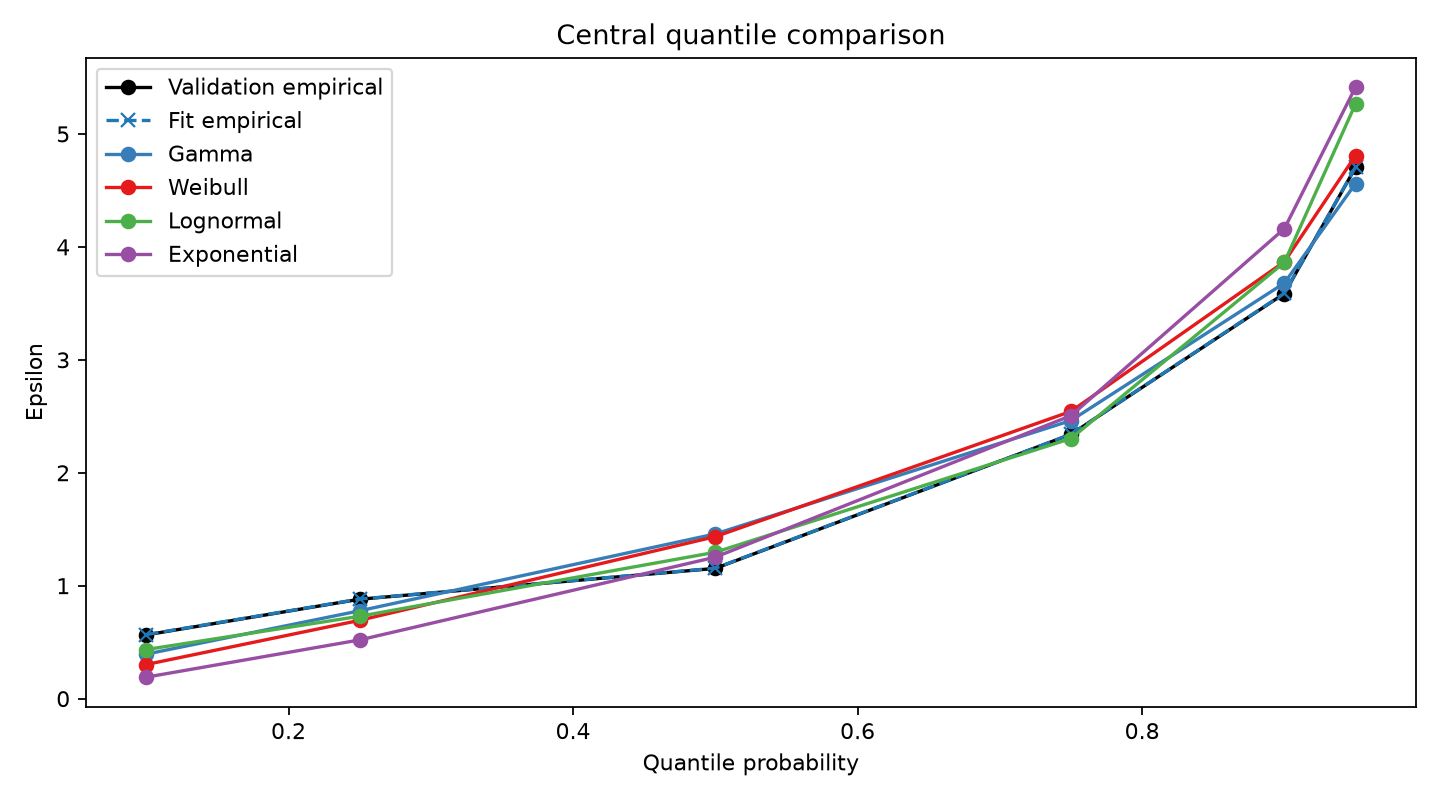 Central quantile comparison
Validation empirical
Fit empirical
Gamma
Weibull
Lognormal
Exponential
5
4
3
2
1
0
Epsilon
0.2 0.4 0.6 0.8
Quantile probability